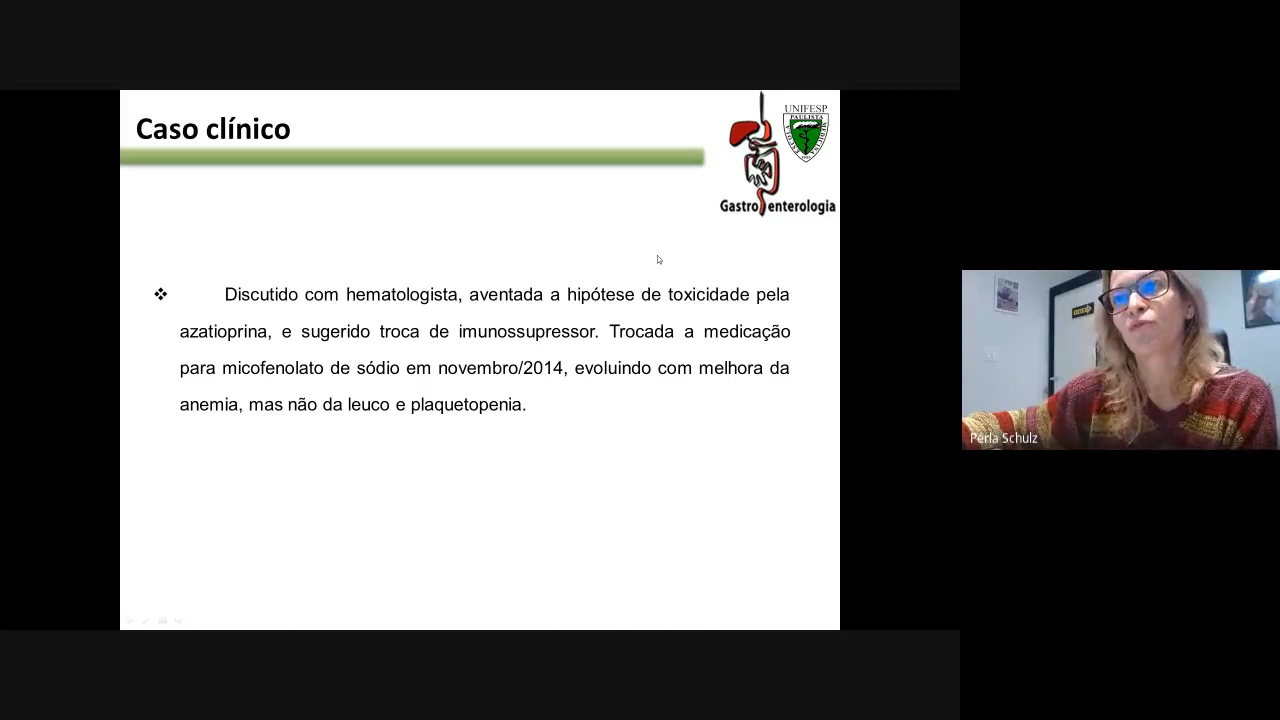 Caso clínico
UNIFESP
PAULISTA
Gastroenterologia
❖ Discutido com hematologista, aventada a hipótese de toxicidade pela
azatioprina, e sugerido troca de imunossupressor. Trocada a medicação
para micofenolato de sódio em novembro/2014, evoluindo com melhora da
anemia, mas não da leuco e plaquetopenia.
Perla Schulz